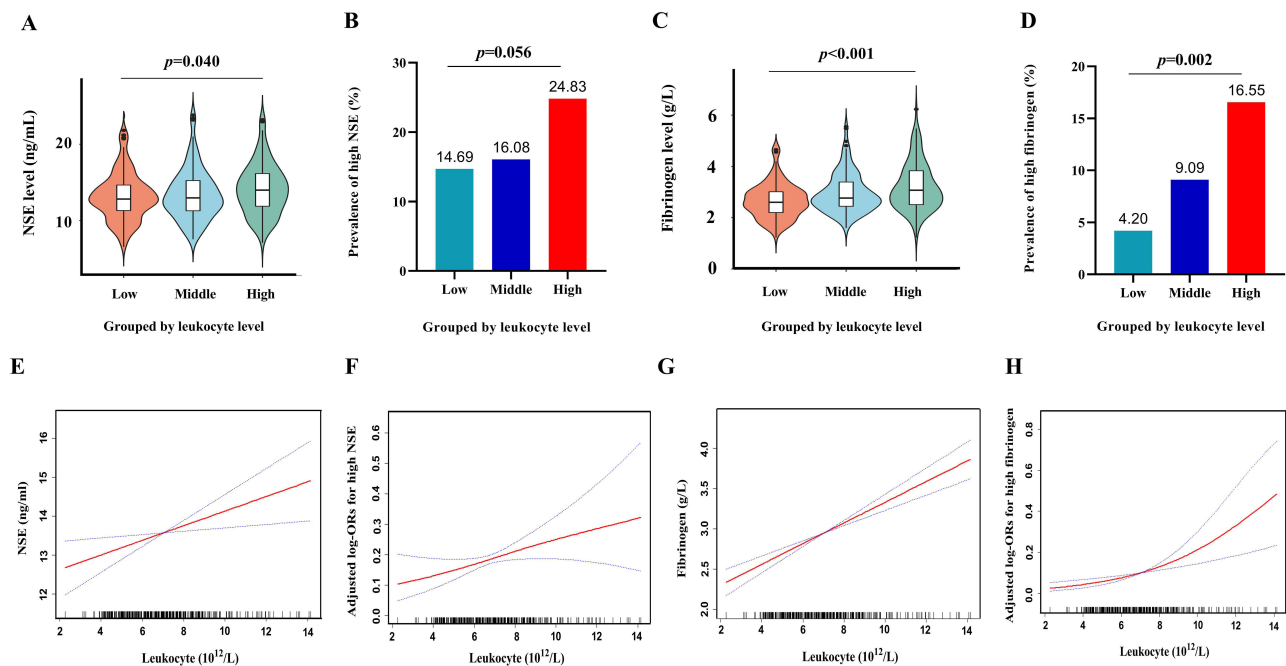 A
p=0.040
NSE level (ng/mL)
20
10
Low Middle High
Grouped by leukocyte level
B
p=0.056
Prevalence of high NSE (%)
30
20
10
0
14.69
16.08
24.83
Low Middle High
Grouped by leukocyte level
C
p<0.001
Fibrinogen level (g/L)
6
4
2
0
Low Middle High
Grouped by leukocyte level
D
p=0.002
Prevalence of high fibrinogen (%)
20
15
10
5
0
4.20
9.09
16.55
Low Middle High
Grouped by leukocyte level
E
NSE (ng/ml)
16
15
14
13
12
2 4 6 8 10 12 14
Leukocyte (10¹²/L)
F
Adjusted log-ORs for high NSE
0.6
0.5
0.4
0.3
0.2
0.1
0.0
2 4 6 8 10 12 14
Leukocyte (10¹²/L)
G
Fibrinogen (g/L)
4.0
3.5
3.0
2.5
2.0
2 4 6 8 10 12 14
Leukocyte (10¹²/L)
H
Adjusted log-ORs for high fibrinogen
0.8
0.6
0.4
0.2
0.0
2 4 6 8 10 12 14
Leukocyte (10¹²/L)